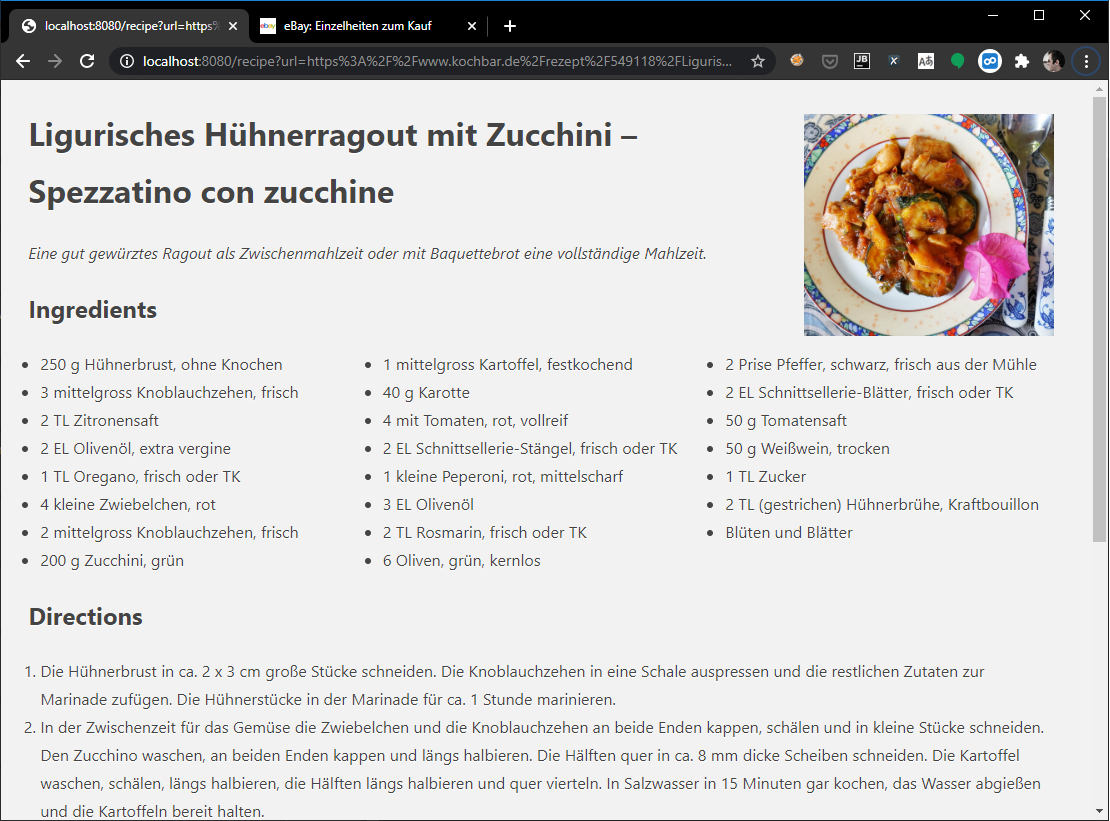 localhost:8080/recipe?url=https%
eBay: Einzelheiten zum Kauf
localhost:8080/recipe?url=https%3A%2F%2Fwww.kochbar.de%2Frezept%2F549118%2FLiguris...
Ligurisches Hühnerragout mit Zucchini –
Spezzatino con zucchine
Eine gut gewürztes Ragout als Zwischenmahlzeit oder mit Baquettebrot eine vollständige Mahlzeit.
Ingredients
• 250 g Hühnerbrust, ohne Knochen
• 3 mittelgross Knoblauchzehen, frisch
• 2 TL Zitronensaft
• 2 EL Olivenöl, extra vergine
• 1 TL Oregano, frisch oder TK
• 4 kleine Zwiebelchen, rot
• 2 mittelgross Knoblauchzehen, frisch
• 200 g Zucchini, grün
• 1 mittelgross Kartoffel, festkochend
• 40 g Karotte
• 4 mit Tomaten, rot, vollreif
• 2 EL Schnittsellerie-Stängel, frisch oder TK
• 1 kleine Peperoni, rot, mittelscharf
• 3 EL Olivenöl
• 2 TL Rosmarin, frisch oder TK
• 6 Oliven, grün, kernlos
• 2 Prise Pfeffer, schwarz, frisch aus der Mühle
• 2 EL Schnittsellerie-Blätter, frisch oder TK
• 50 g Tomatensaft
• 50 g Weißwein, trocken
• 1 TL Zucker
• 2 TL (gestrichen) Hühnerbrühe, Kraftbouillon
• Blüten und Blätter
Directions
1. Die Hühnerbrust in ca. 2 x 3 cm große Stücke schneiden. Die Knoblauchzehen in eine Schale auspressen und die restlichen Zutaten zur
Marinade zufügen. Die Hühnerstücke in der Marinade für ca. 1 Stunde marinieren.
2. In der Zwischenzeit für das Gemüse die Zwiebelchen und die Knoblauchzehen an beide Enden kappen, schälen und in kleine Stücke schneiden.
Den Zucchino waschen, an beiden Enden kappen und längs halbieren. Die Hälften quer in ca. 8 mm dicke Scheiben schneiden. Die Kartoffel
waschen, schälen, längs halbieren, die Hälften längs halbieren und quer vierteln. In Salzwasser in 15 Minuten gar kochen, das Wasser abgießen
und die Kartoffeln bereit halten.